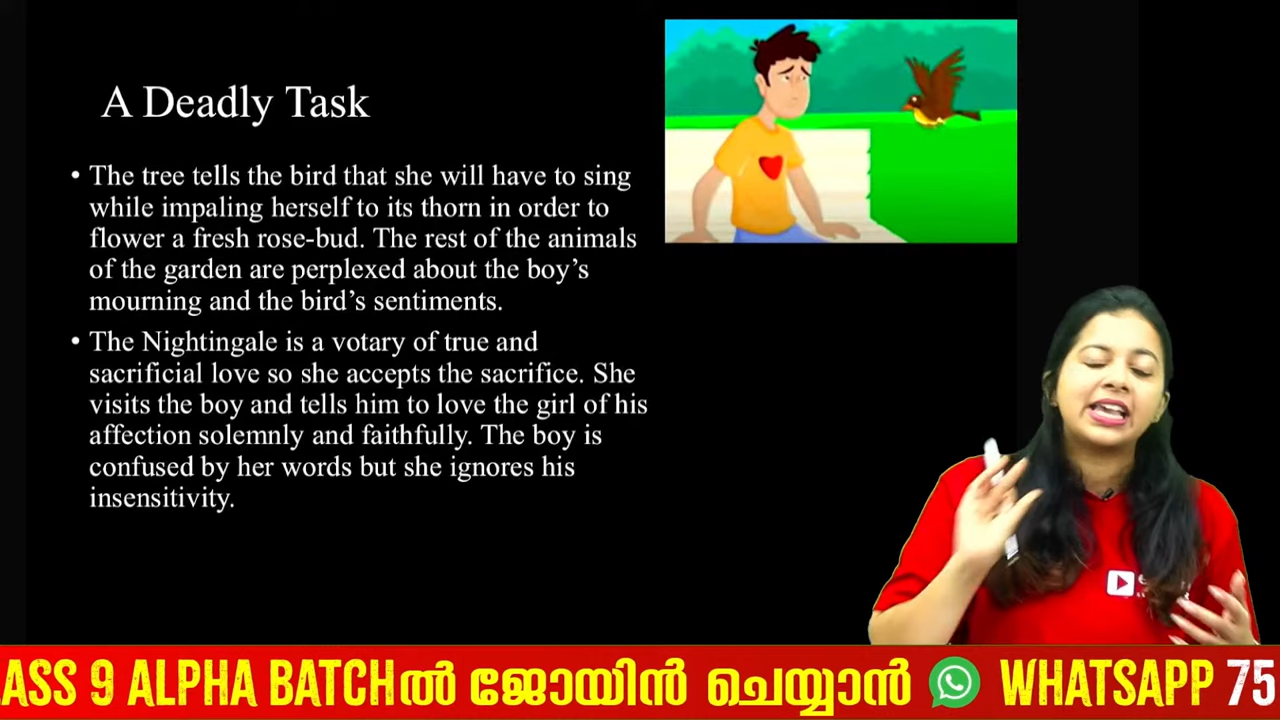 A Deadly Task
• The tree tells the bird that she will have to sing
while impaling herself to its thorn in order to
flower a fresh rose-bud. The rest of the animals
of the garden are perplexed about the boy’s
mourning and the bird’s sentiments.
• The Nightingale is a votary of true and
sacrificial love so she accepts the sacrifice. She
visits the boy and tells him to love the girl of his
affection solemnly and faithfully. The boy is
confused by her words but she ignores his
insensitivity.
ASS 9 ALPHA BATCHൽ ജോയിൻ ചെയ്യാൻ WHATSAPP 75